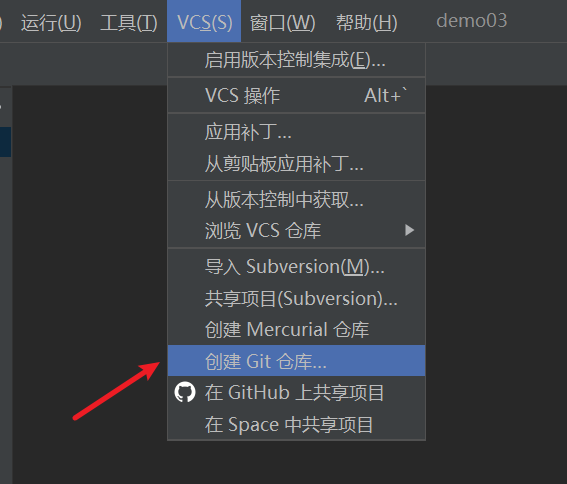 ) 运行(U) 工具(T) VCS(S) 窗口(W) 帮助(H) demo03
启用版本控制集成(E)...
VCS 操作 Alt+`
应用补丁...
从剪贴板应用补丁...
从版本控制中获取...
浏览 VCS 仓库
导入 Subversion(M)...
共享项目(Subversion)...
创建 Mercurial 仓库
创建 Git 仓库...
在 GitHub 上共享项目
在 Space 中共享项目